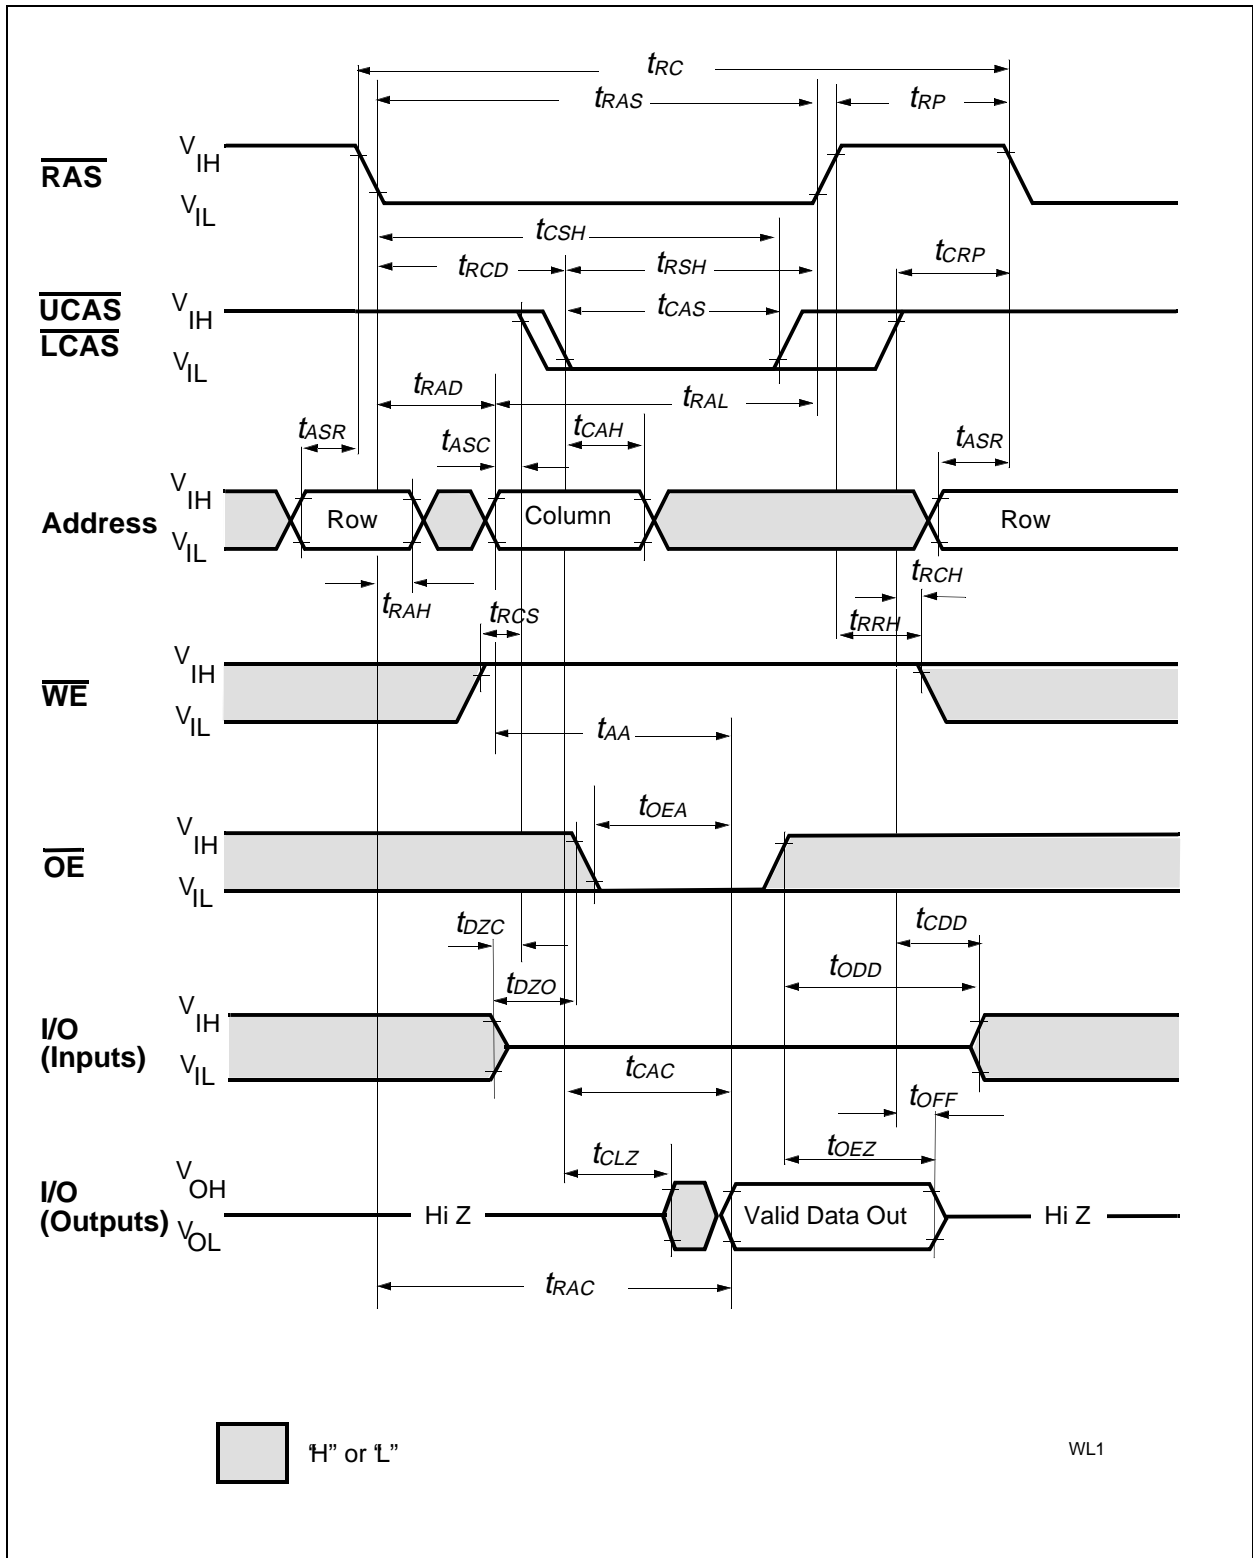 tRC
tRAS
tRP
RAS
VIH
VIL
tCSH
tRCD
tRSH
tCRP
UCAS
LCAS
VIH
VIL
tCAS
tRAD
tRAL
tASR
tASC
tCAH
tASR
Address
VIH
VIL
Row
Column
Row
tRAH
tRCS
tRCH
tRRH
WE
VIH
VIL
tAA
tOEA
OE
VIH
VIL
tDZC
tCDD
tDZO
tODD
I/O
(Inputs)
VIH
VIL
tCAC
tOFF
tCLZ
tOEZ
I/O
(Outputs)
VOH
VOL
Hi Z
Valid Data Out
Hi Z
tRAC
“H” or “L”
WL1